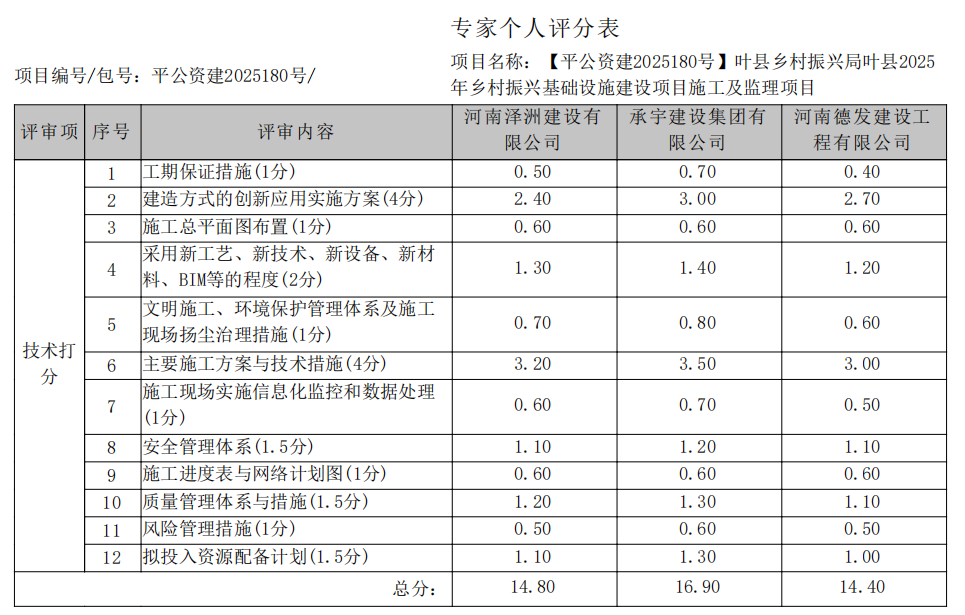 专家个人评分表
项目编号/包号: 平公资建2025180号/
项目名称: 【平公资建2025180号】叶县乡村振兴局叶县2025
年乡村振兴基础设施建设项目施工及监理项目
评审项 序号 评审内容 河南泽洲建设有限公司 承宇建设集团有限公司 河南德发建设工程有限公司
技术打分
1 工期保证措施(1分) 0.50 0.70 0.40
2 建造方式的创新应用实施方案(4分) 2.40 3.00 2.70
3 施工总平面图布置(1分) 0.60 0.60 0.60
4 采用新工艺、新技术、新设备、新材
料、BIM等的程度(2分) 1.30 1.40 1.20
5 文明施工、环境保护管理体系及施工
现场扬尘治理措施(1分) 0.70 0.80 0.60
6 主要施工方案与技术措施(4分) 3.20 3.50 3.00
7 施工现场实施信息化监控和数据处理
(1分) 0.60 0.70 0.50
8 安全管理体系(1.5分) 1.10 1.20 1.10
9 施工进度表与网络计划图(1分) 0.60 0.60 0.60
10 质量管理体系与措施(1.5分) 1.20 1.30 1.10
11 风险管理措施(1分) 0.50 0.60 0.50
12 拟投入资源配备计划(1.5分) 1.10 1.30 1.00
总分: 14.80 16.90 14.40